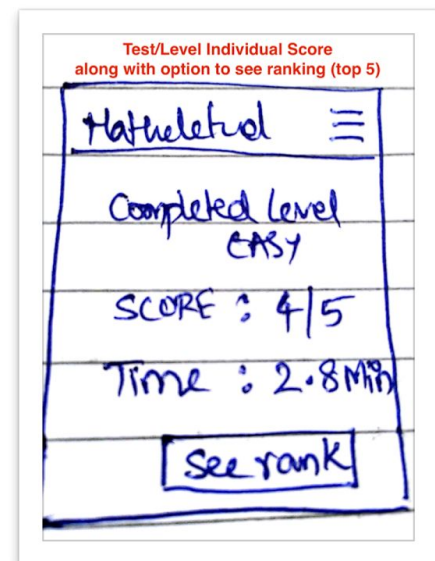 Test/Level Individual Score
along with option to see ranking (top 5)
Completed Level
EASY
SCORE : 4/5
Time : 2.8 Min
See rank